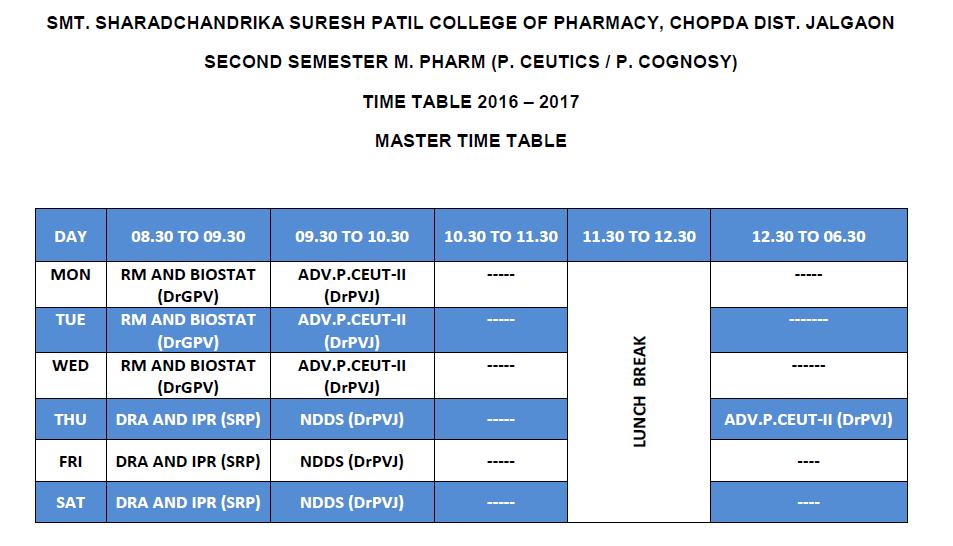 SMT. SHARADCHANDRIKA SURESH PATIL COLLEGE OF PHARMACY, CHOPDA DIST. JALGAON
SECOND SEMESTER M. PHARM (P. CEUTICS / P. COGNOSY)
TIME TABLE 2016 – 2017
MASTER TIME TABLE
DAY 08.30 TO 09.30 09.30 TO 10.30 10.30 TO 11.30 11.30 TO 12.30 12.30 TO 06.30
MON RM AND BIOSTAT ADV.P.CEUT-II ----- -----
(DrGPV) (DrPVJ)
TUE RM AND BIOSTAT ADV.P.CEUT-II ----- -------
(DrGPV) (DrPVJ)
WED RM AND BIOSTAT ADV.P.CEUT-II ----- ------
(DrGPV) (DrPVJ)
LUNCH BREAK
THU DRA AND IPR (SRP) NDDS (DrPVJ) ----- ADV.P.CEUT-II (DrPVJ)
FRI DRA AND IPR (SRP) NDDS (DrPVJ) ----- ----
SAT DRA AND IPR (SRP) NDDS (DrPVJ) ----- ----